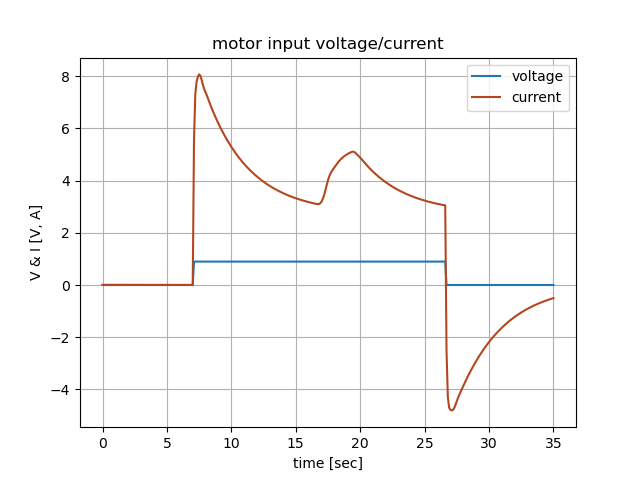 motor input voltage/current
voltage
current
V & I [V, A]
8
6
4
2
0
−2
−4
0 5 10 15 20 25 30 35
time [sec]